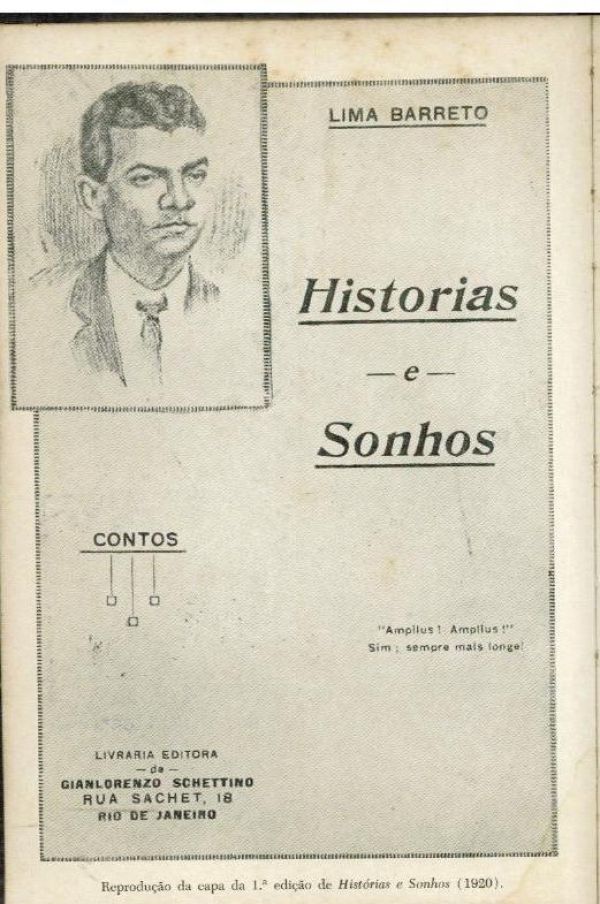 LIMA BARRETO
Historias
— e —
Sonhos
CONTOS
"Amplius! Amplius!"
Sim; sempre mais longe!
LIVRARIA EDITORA
— de —
GIANLORENZO SCHETTINO
RUA SACHET, 18
RIO DE JANEIRO
Reprodução da capa da 1.ª edição de Histórias e Sonhos (1920).